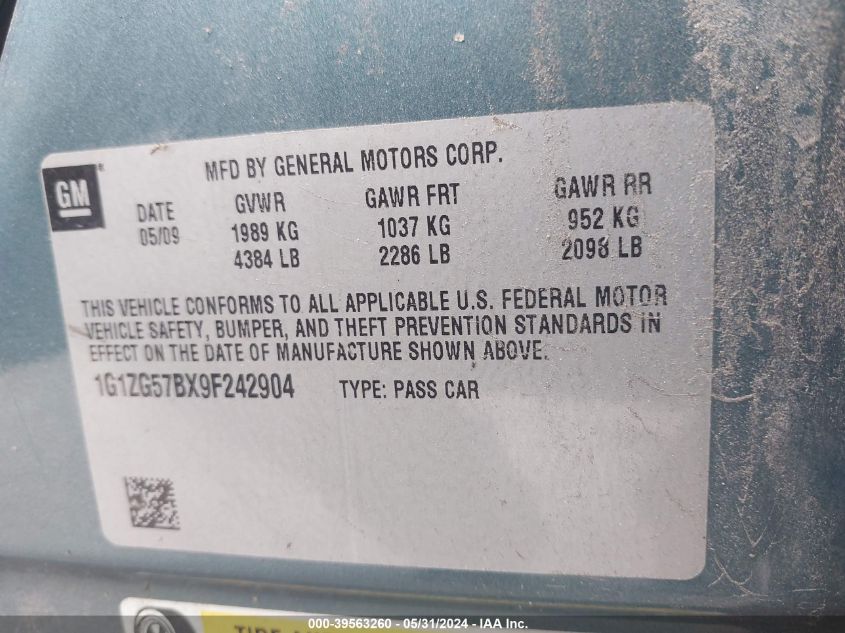 MFD BY GENERAL MOTORS CORP.
GM
DATE GVWR GAWR FRT GAWR RR
05/09 1989 KG 1037 KG 952 KG
4384 LB 2286 LB 2098 LB
THIS VEHICLE CONFORMS TO ALL APPLICABLE U.S. FEDERAL MOTOR
VEHICLE SAFETY, BUMPER, AND THEFT PREVENTION STANDARDS IN
EFFECT ON THE DATE OF MANUFACTURE SHOWN ABOVE.
1G1ZG57BX9F242904 TYPE: PASS CAR
TIRE
000-39563260 - 05/31/2024 - IAA Inc.